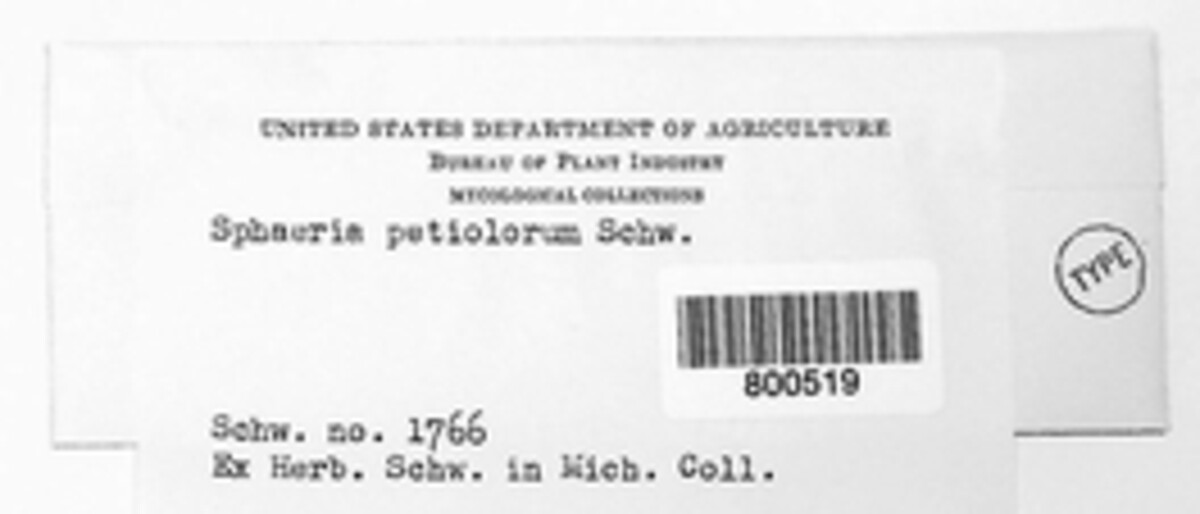 UNITED STATES DEPARTMENT OF AGRICULTURE
BUREAU OF PLANT INDUSTRY
MYCOLOGICAL COLLECTIONS
Sphaeria petiolorum Schw.
TYPE
800519
Schw. no. 1766
Ex Herb. Schw. in Mich. Coll.